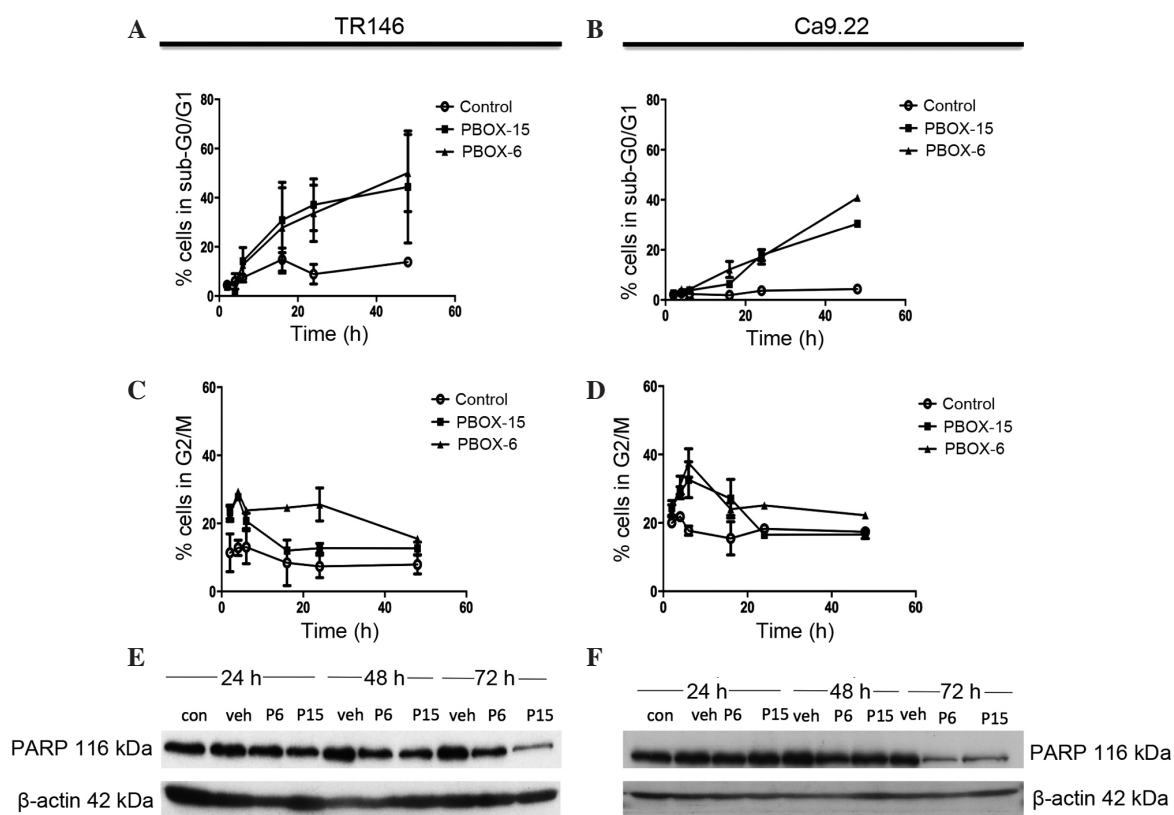 A
TR146
B
Ca9.22
% cells in sub-G0/G1
80
60
40
20
0
0 20 40 60
Time (h)
Control
PBOX-15
PBOX-6
% cells in sub-G0/G1
80
60
40
20
0
0 20 40 60
Time (h)
Control
PBOX-15
PBOX-6
C
% cells in G2/M
60
40
20
0
0 20 40 60
Time (h)
Control
PBOX-15
PBOX-6
D
% cells in G2/M
60
40
20
0
0 20 40 60
Time (h)
Control
PBOX-15
PBOX-6
E
24 h 48 h 72 h
con veh P6 P15 veh P6 P15 veh P6 P15
PARP 116 kDa
β-actin 42 kDa
F
24 h 48 h 72 h
con veh P6 P15 veh P6 P15 veh P6 P15
PARP 116 kDa
β-actin 42 kDa